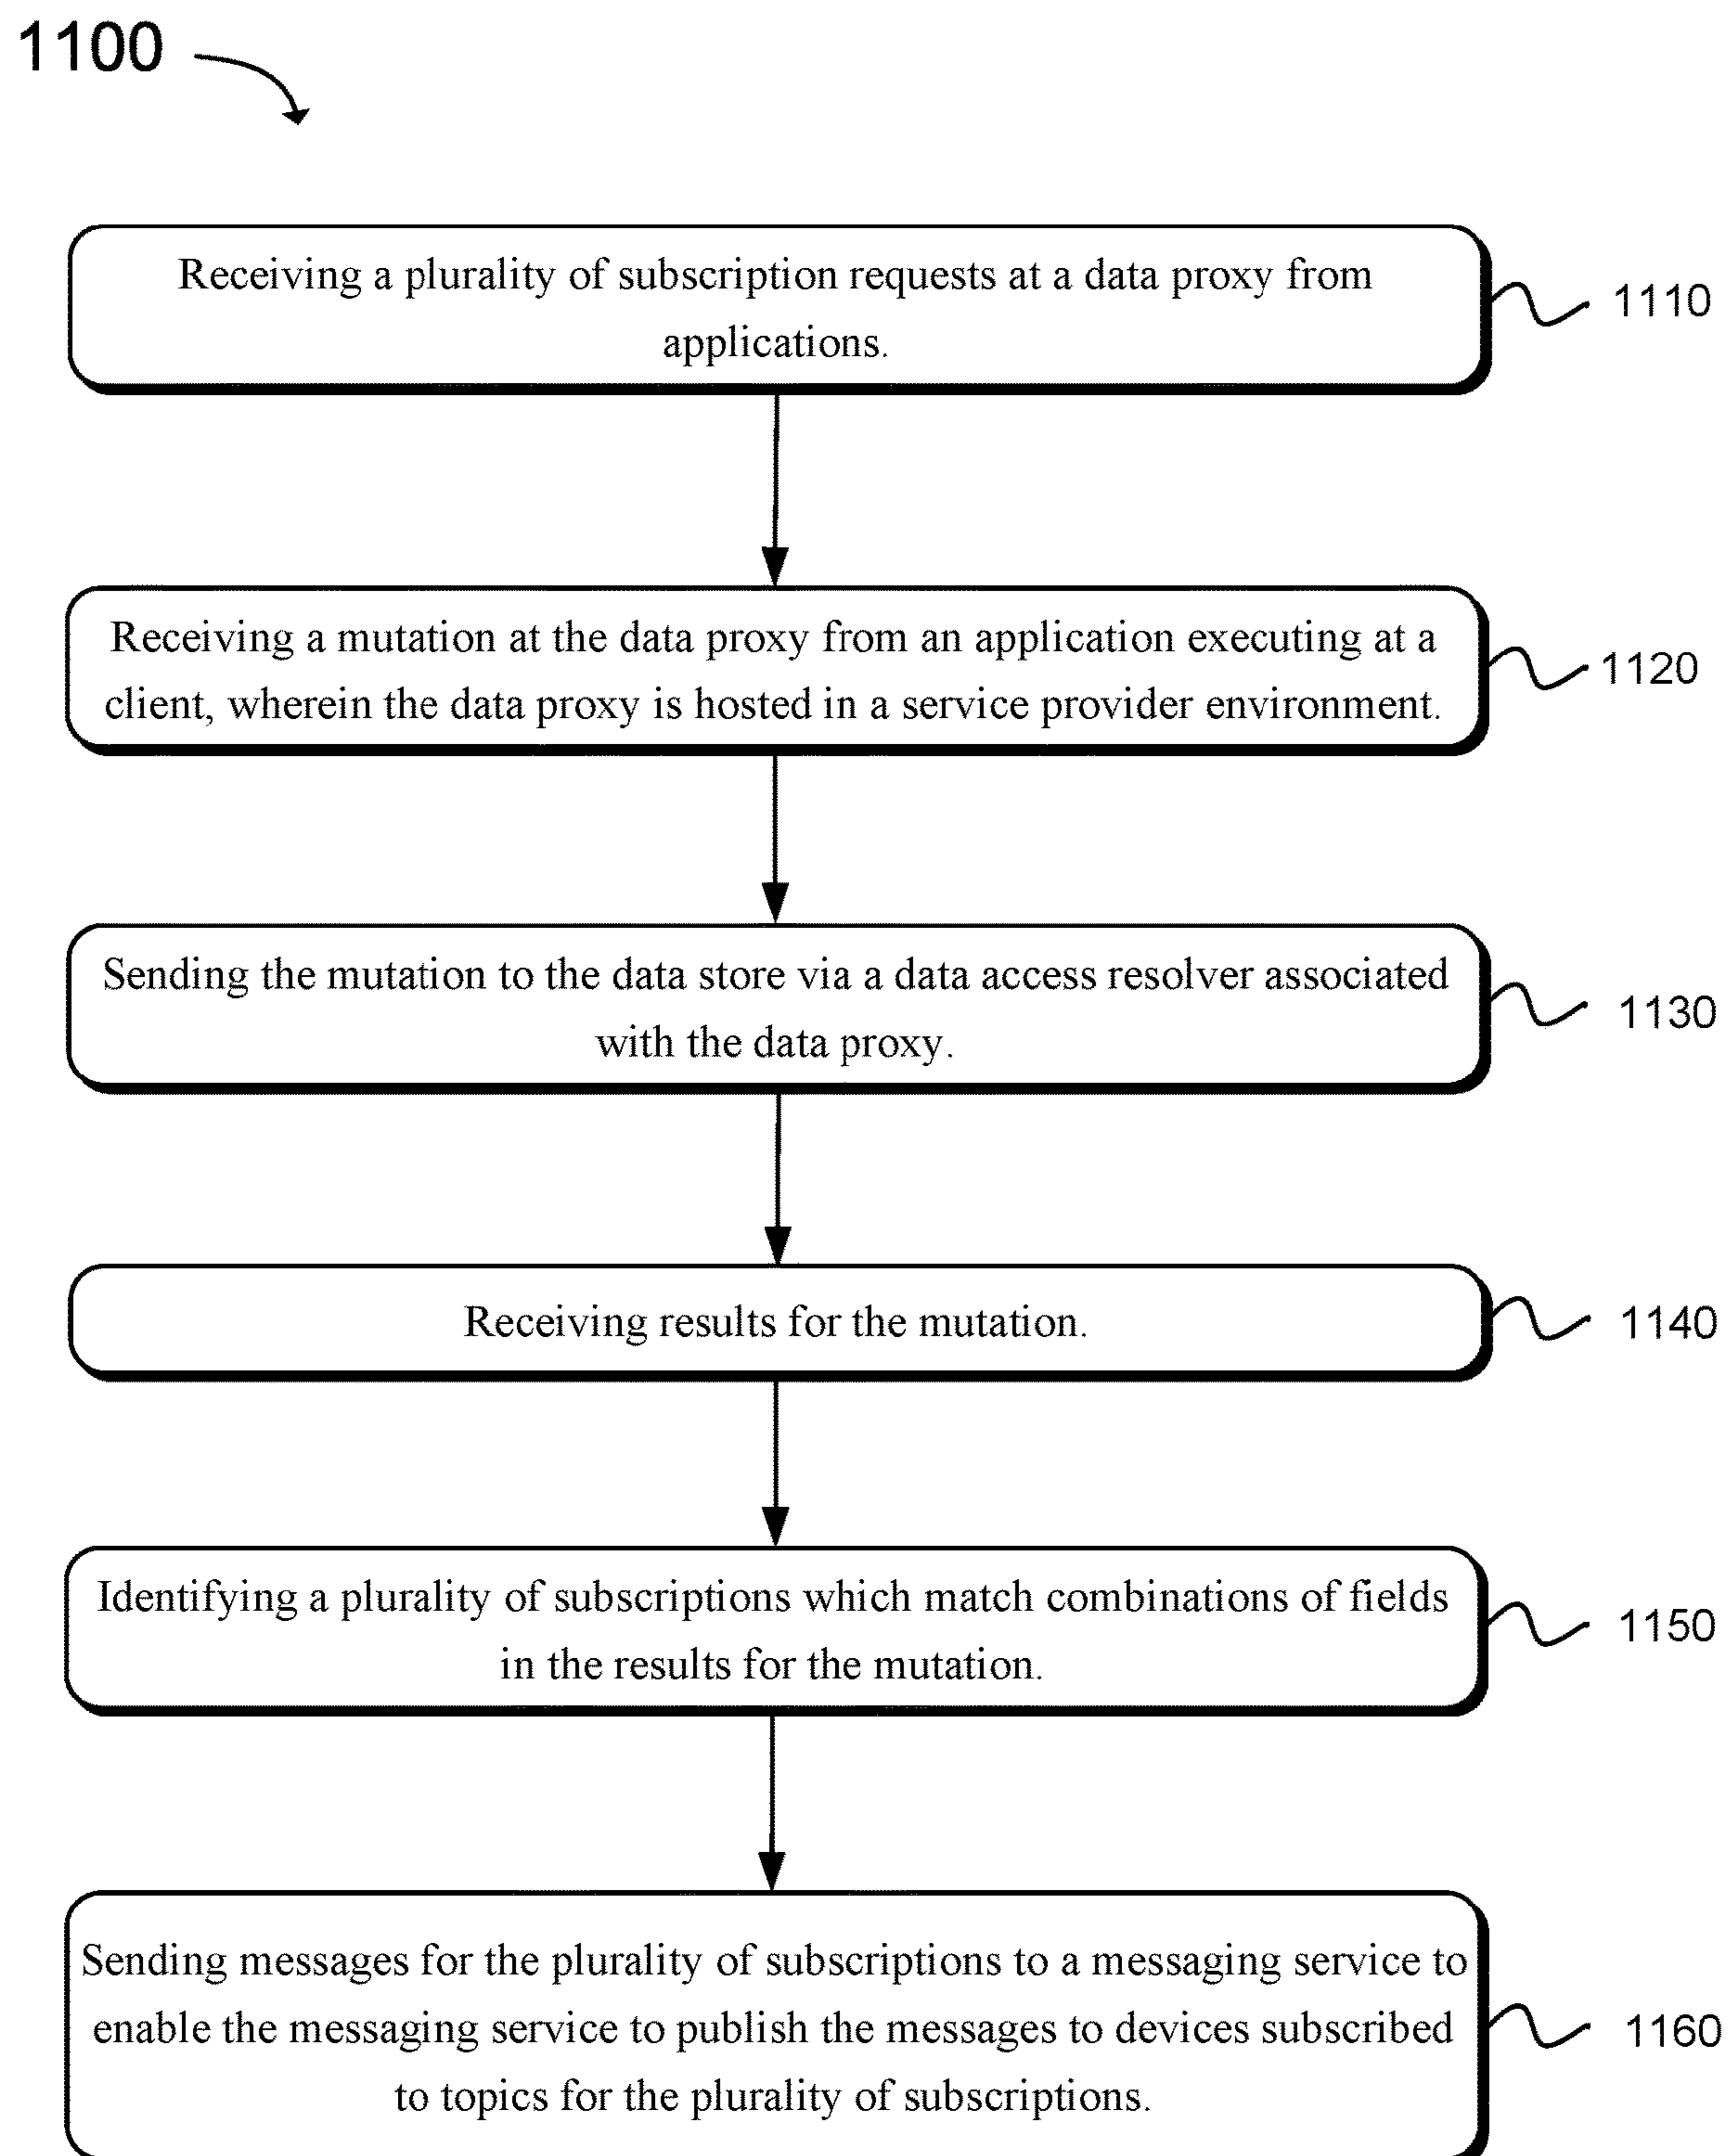 1100
Receiving a plurality of subscription requests at a data proxy from
applications.
1110
Receiving a mutation at the data proxy from an application executing at a
client, wherein the data proxy is hosted in a service provider environment.
1120
Sending the mutation to the data store via a data access resolver associated
with the data proxy.
1130
Receiving results for the mutation.
1140
Identifying a plurality of subscriptions which match combinations of fields
in the results for the mutation.
1150
Sending messages for the plurality of subscriptions to a messaging service to
enable the messaging service to publish the messages to devices subscribed
to topics for the plurality of subscriptions.
1160